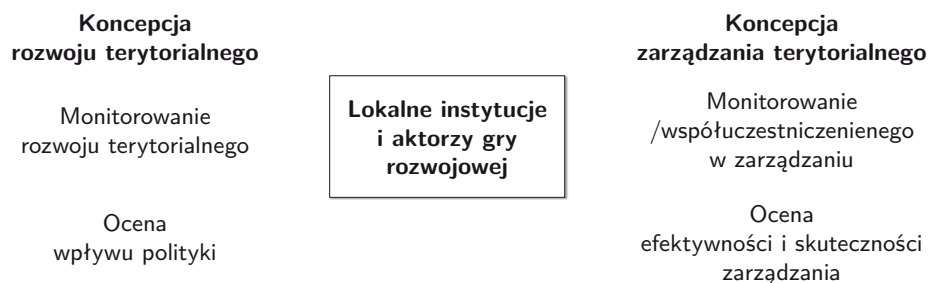 Koncepcja
rozwoju terytorialnego
Monitorowanie
rozwoju terytorialnego
Ocena
wpływu polityki
Lokalne instytucje
i aktorzy gry
rozwojowej
Koncepcja
zarządzania terytorialnego
Monitorowanie
/współuczestniczenienego
w zarządzaniu
Ocena
efektywności i skuteczności
zarządzania